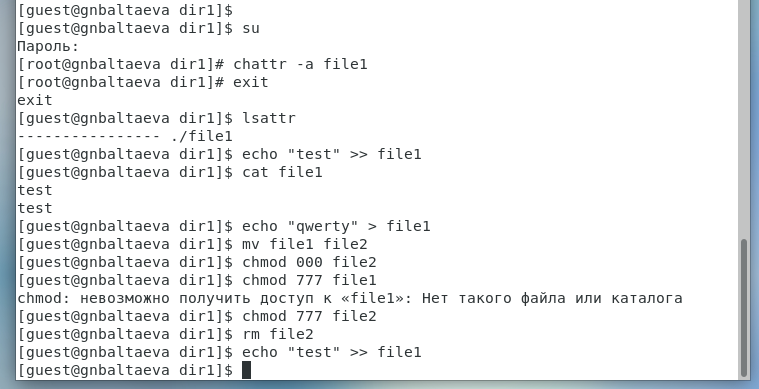 [guest@gnbaltaeva dir1]$
[guest@gnbaltaeva dir1]$ su
Пароль:
[root@gnbaltaeva dir1]# chattr -a file1
[root@gnbaltaeva dir1]# exit
exit
[guest@gnbaltaeva dir1]$ lsattr
---------------- ./file1
[guest@gnbaltaeva dir1]$ echo "test" >> file1
[guest@gnbaltaeva dir1]$ cat file1
test
test
[guest@gnbaltaeva dir1]$ echo "qwerty" > file1
[guest@gnbaltaeva dir1]$ mv file1 file2
[guest@gnbaltaeva dir1]$ chmod 000 file2
[guest@gnbaltaeva dir1]$ chmod 777 file1
chmod: невозможно получить доступ к «file1»: Нет такого файла или каталога
[guest@gnbaltaeva dir1]$ chmod 777 file2
[guest@gnbaltaeva dir1]$ rm file2
[guest@gnbaltaeva dir1]$ echo "test" >> file1
[guest@gnbaltaeva dir1]$